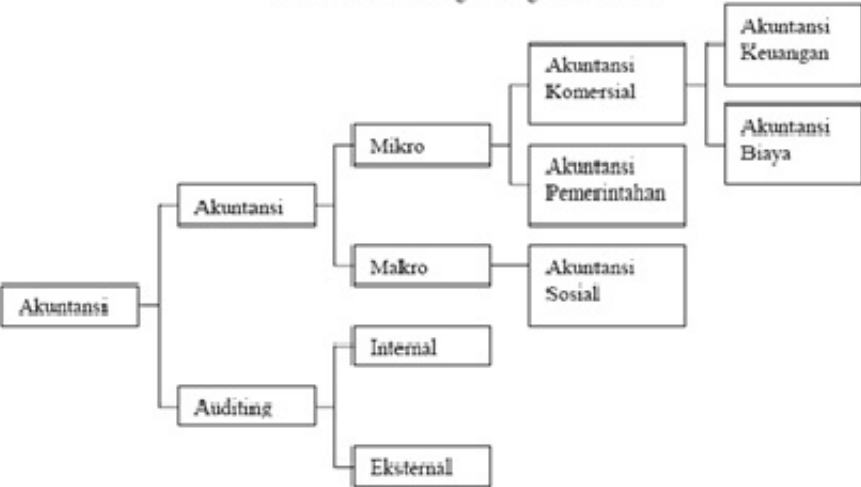 Akuntansi
Keuangan
Akuntansi
Komersial
Akuntansi
Biaya
Mikro
Akuntansi
Pemerintahan
Akuntansi
Makro
Akuntansi
Sosial
Akuntansi
Internal
Auditing
Eksternal